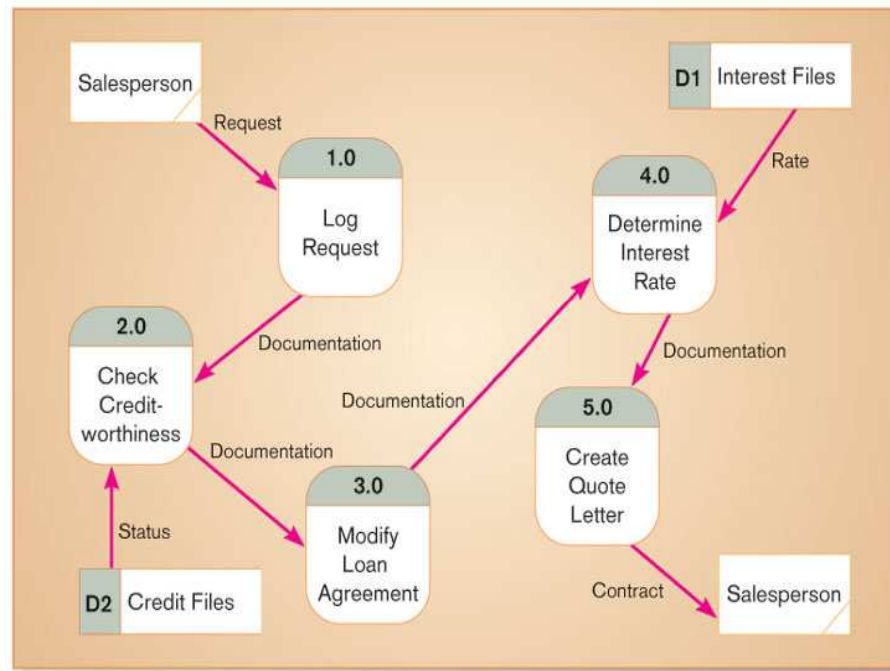 Salesperson
Request
1.0
Log
Request
Documentation
2.0
Check
Credit-
worthiness
Status
D2 Credit Files
Documentation
3.0
Modify
Loan
Agreement
Documentation
D1 Interest Files
Rate
4.0
Determine
Interest
Rate
Documentation
5.0
Create
Quote
Letter
Contract
Salesperson